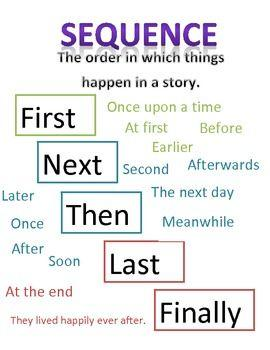 SEQUENCE
The order in which things
happen in a story.
First
Once upon a time
At first Before
Earlier
Next
Second Afterwards
Later
The next day
Then
Once
Meanwhile
After
Soon
Last
At the end
Finally
They lived happily ever after.